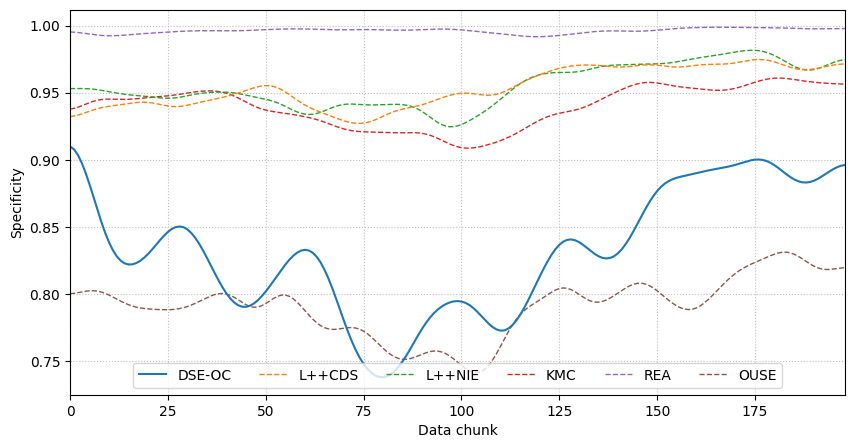 1.00
0.95
0.90
0.85
0.80
0.75
Specificity
DSE-OC L++CDS L++NIE KMC REA OUSE
0 25 50 75 100 125 150 175
Data chunk